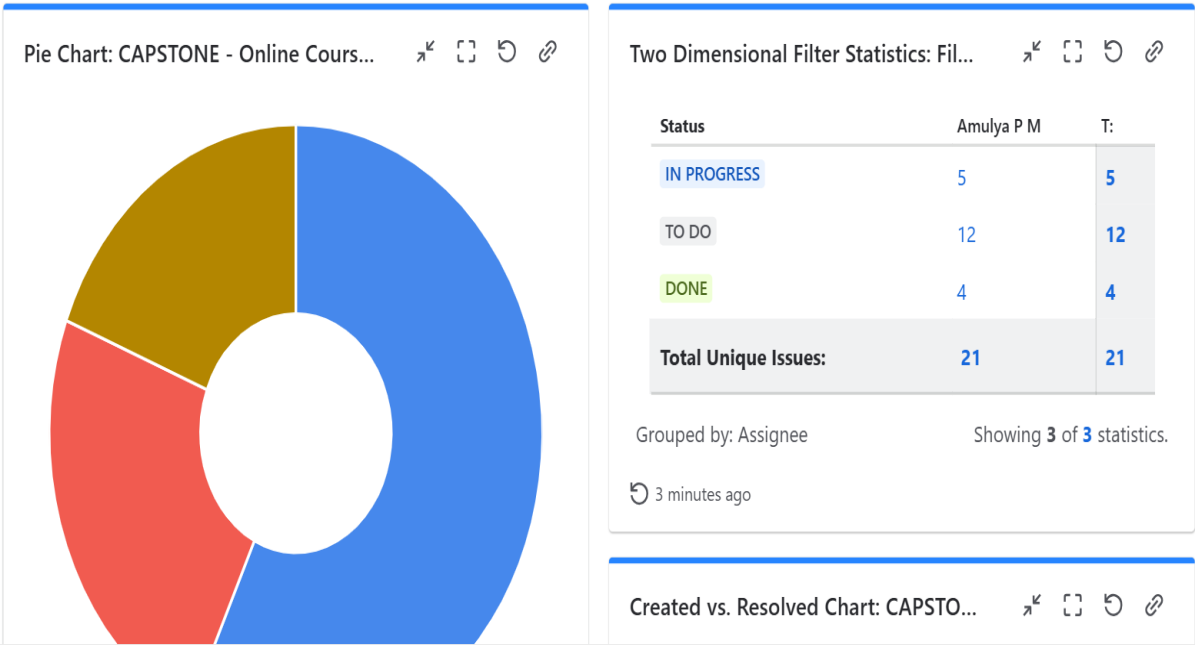 Pie Chart: CAPSTONE - Online Cours...
Two Dimensional Filter Statistics: Fil...
Status Amulya P M T:
IN PROGRESS 5 5
TO DO 12 12
DONE 4 4
Total Unique Issues: 21 21
Grouped by: Assignee Showing 3 of 3 statistics.
3 minutes ago
Created vs. Resolved Chart: CAPSTO...